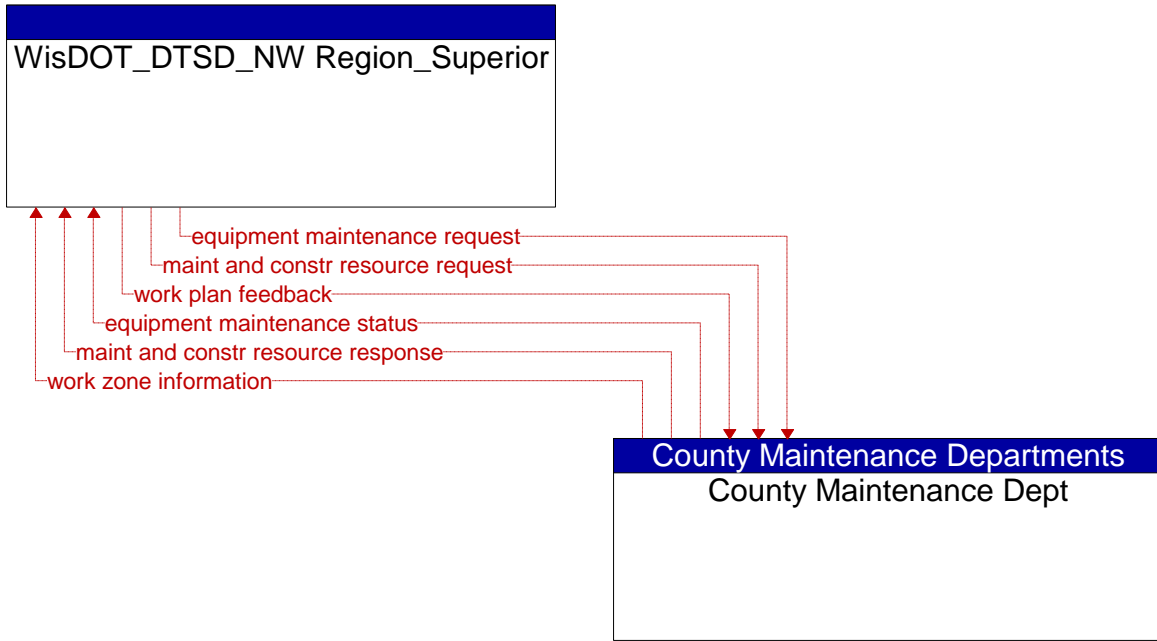 WisDOT_DTSD_NW Region_Superior
equipment maintenance request
maint and constr resource request
work plan feedback
equipment maintenance status
maint and constr resource response
work zone information
County Maintenance Departments
County Maintenance Dept